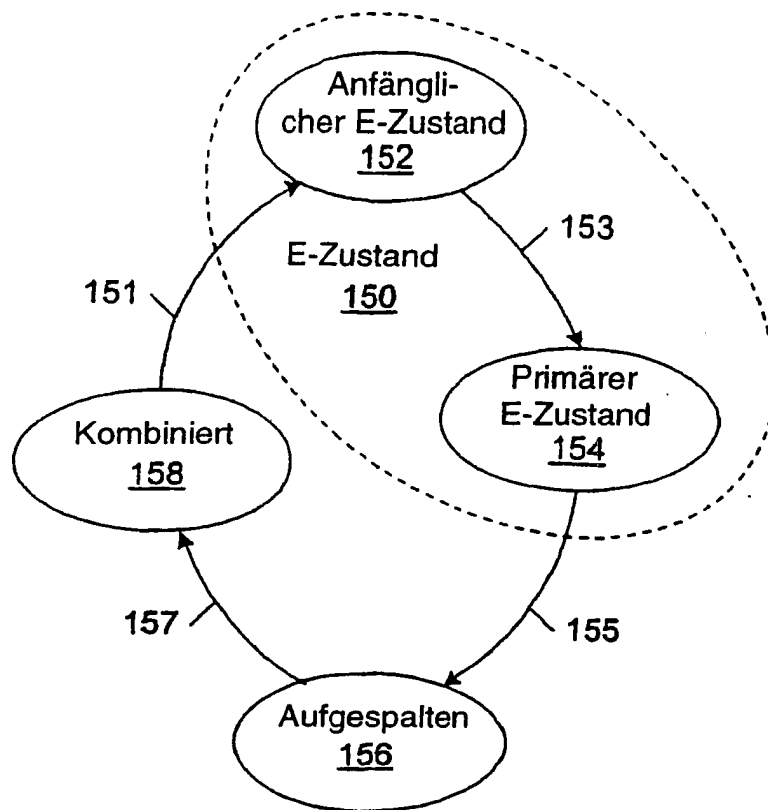 Anfängli-
cher E-Zustand
152
153
E-Zustand
150
151
Primärer
E-Zustand
154
Kombiniert
158
157
155
Aufgespalten
156